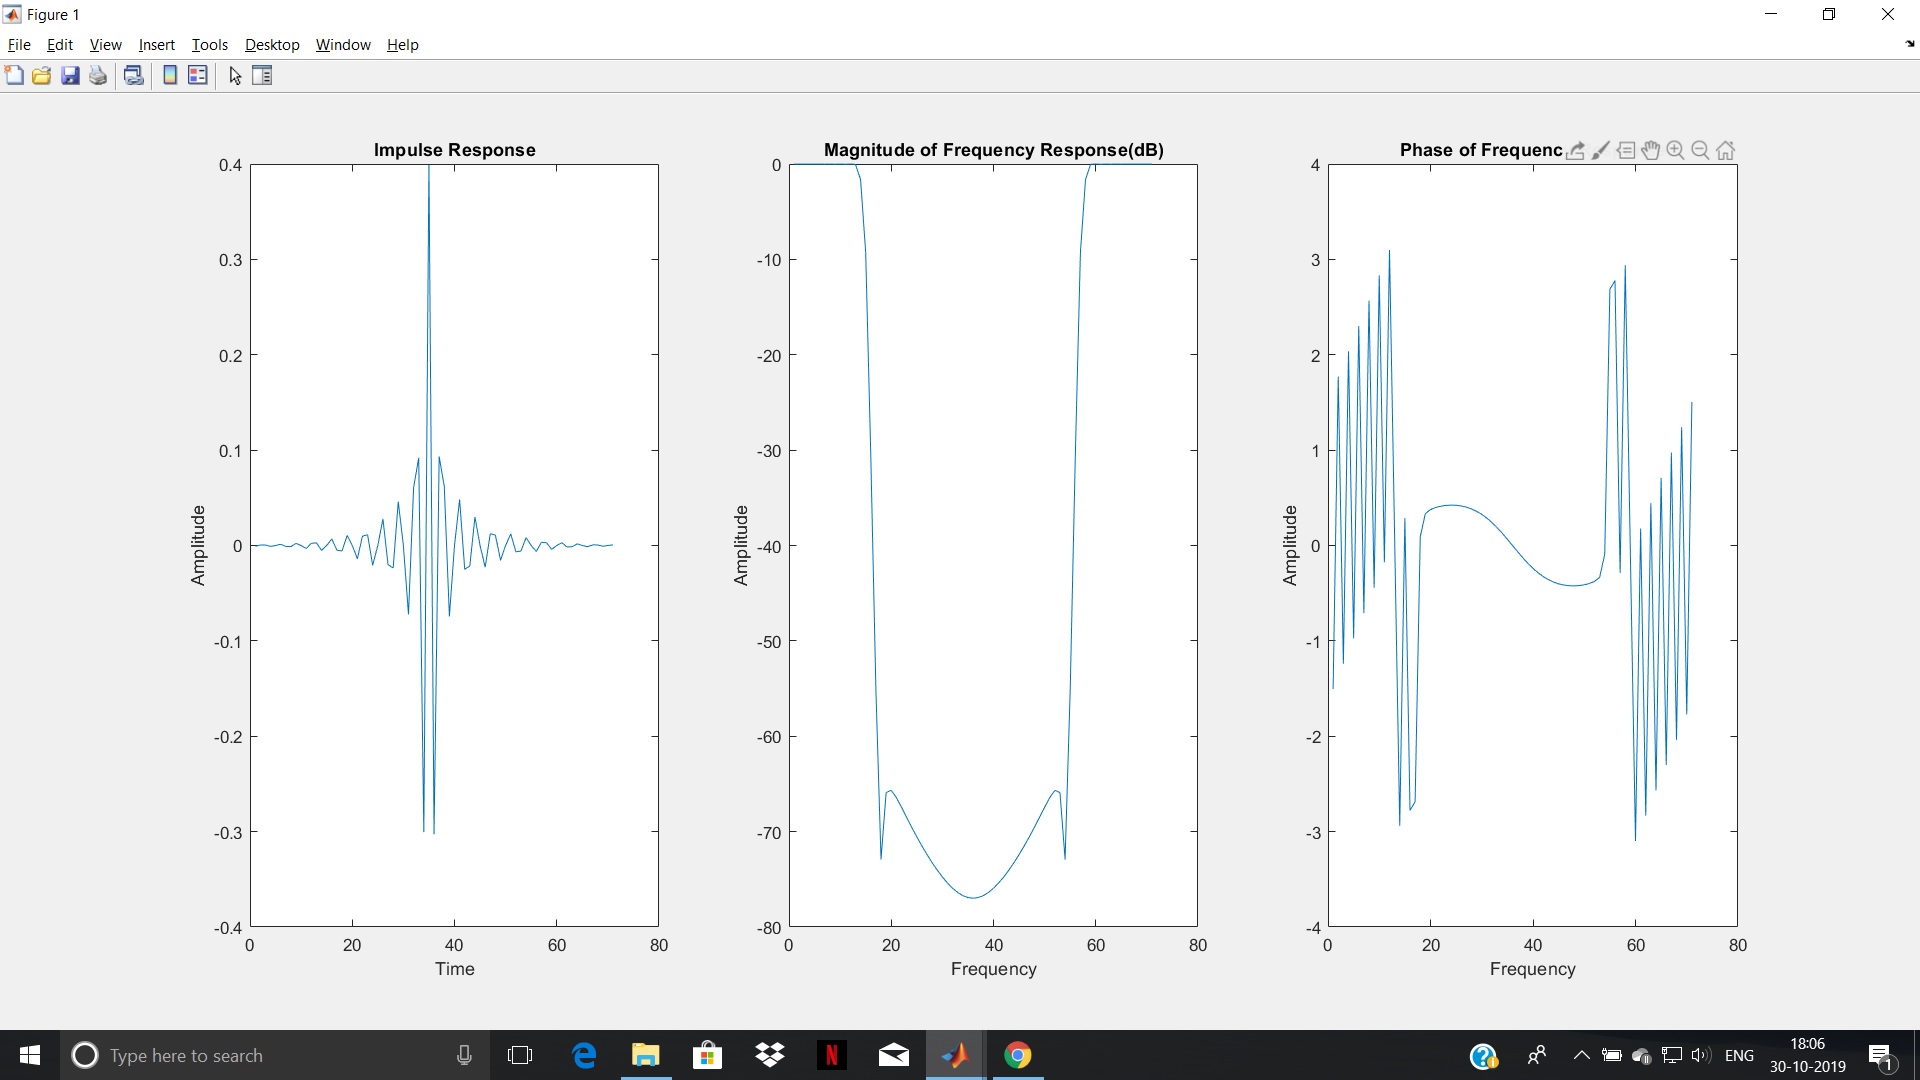 Figure 1
File Edit View Insert Tools Desktop Window Help
Impulse Response
0.4
0.3
0.2
0.1
0
-0.1
-0.2
-0.3
-0.4
0 20 40 60 80
Amplitude
Time
Magnitude of Frequency Response(dB)
0
-10
-20
-30
-40
-50
-60
-70
-80
0 20 40 60 80
Amplitude
Frequency
Phase of Frequenc
4
3
2
1
0
-1
-2
-3
-4
0 20 40 60 80
Amplitude
Frequency
Type here to search
N
ENG
18:06
30-10-2019
1